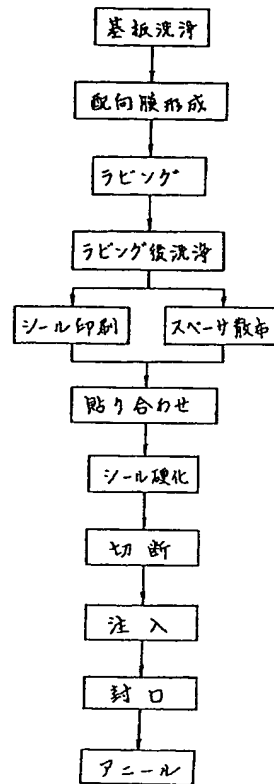 基板洗浄
配向膜形成
ラビング
ラビング後洗浄
シール印刷
スペーサ散布
貼り合わせ
シール硬化
切断
注入
封口
アニール